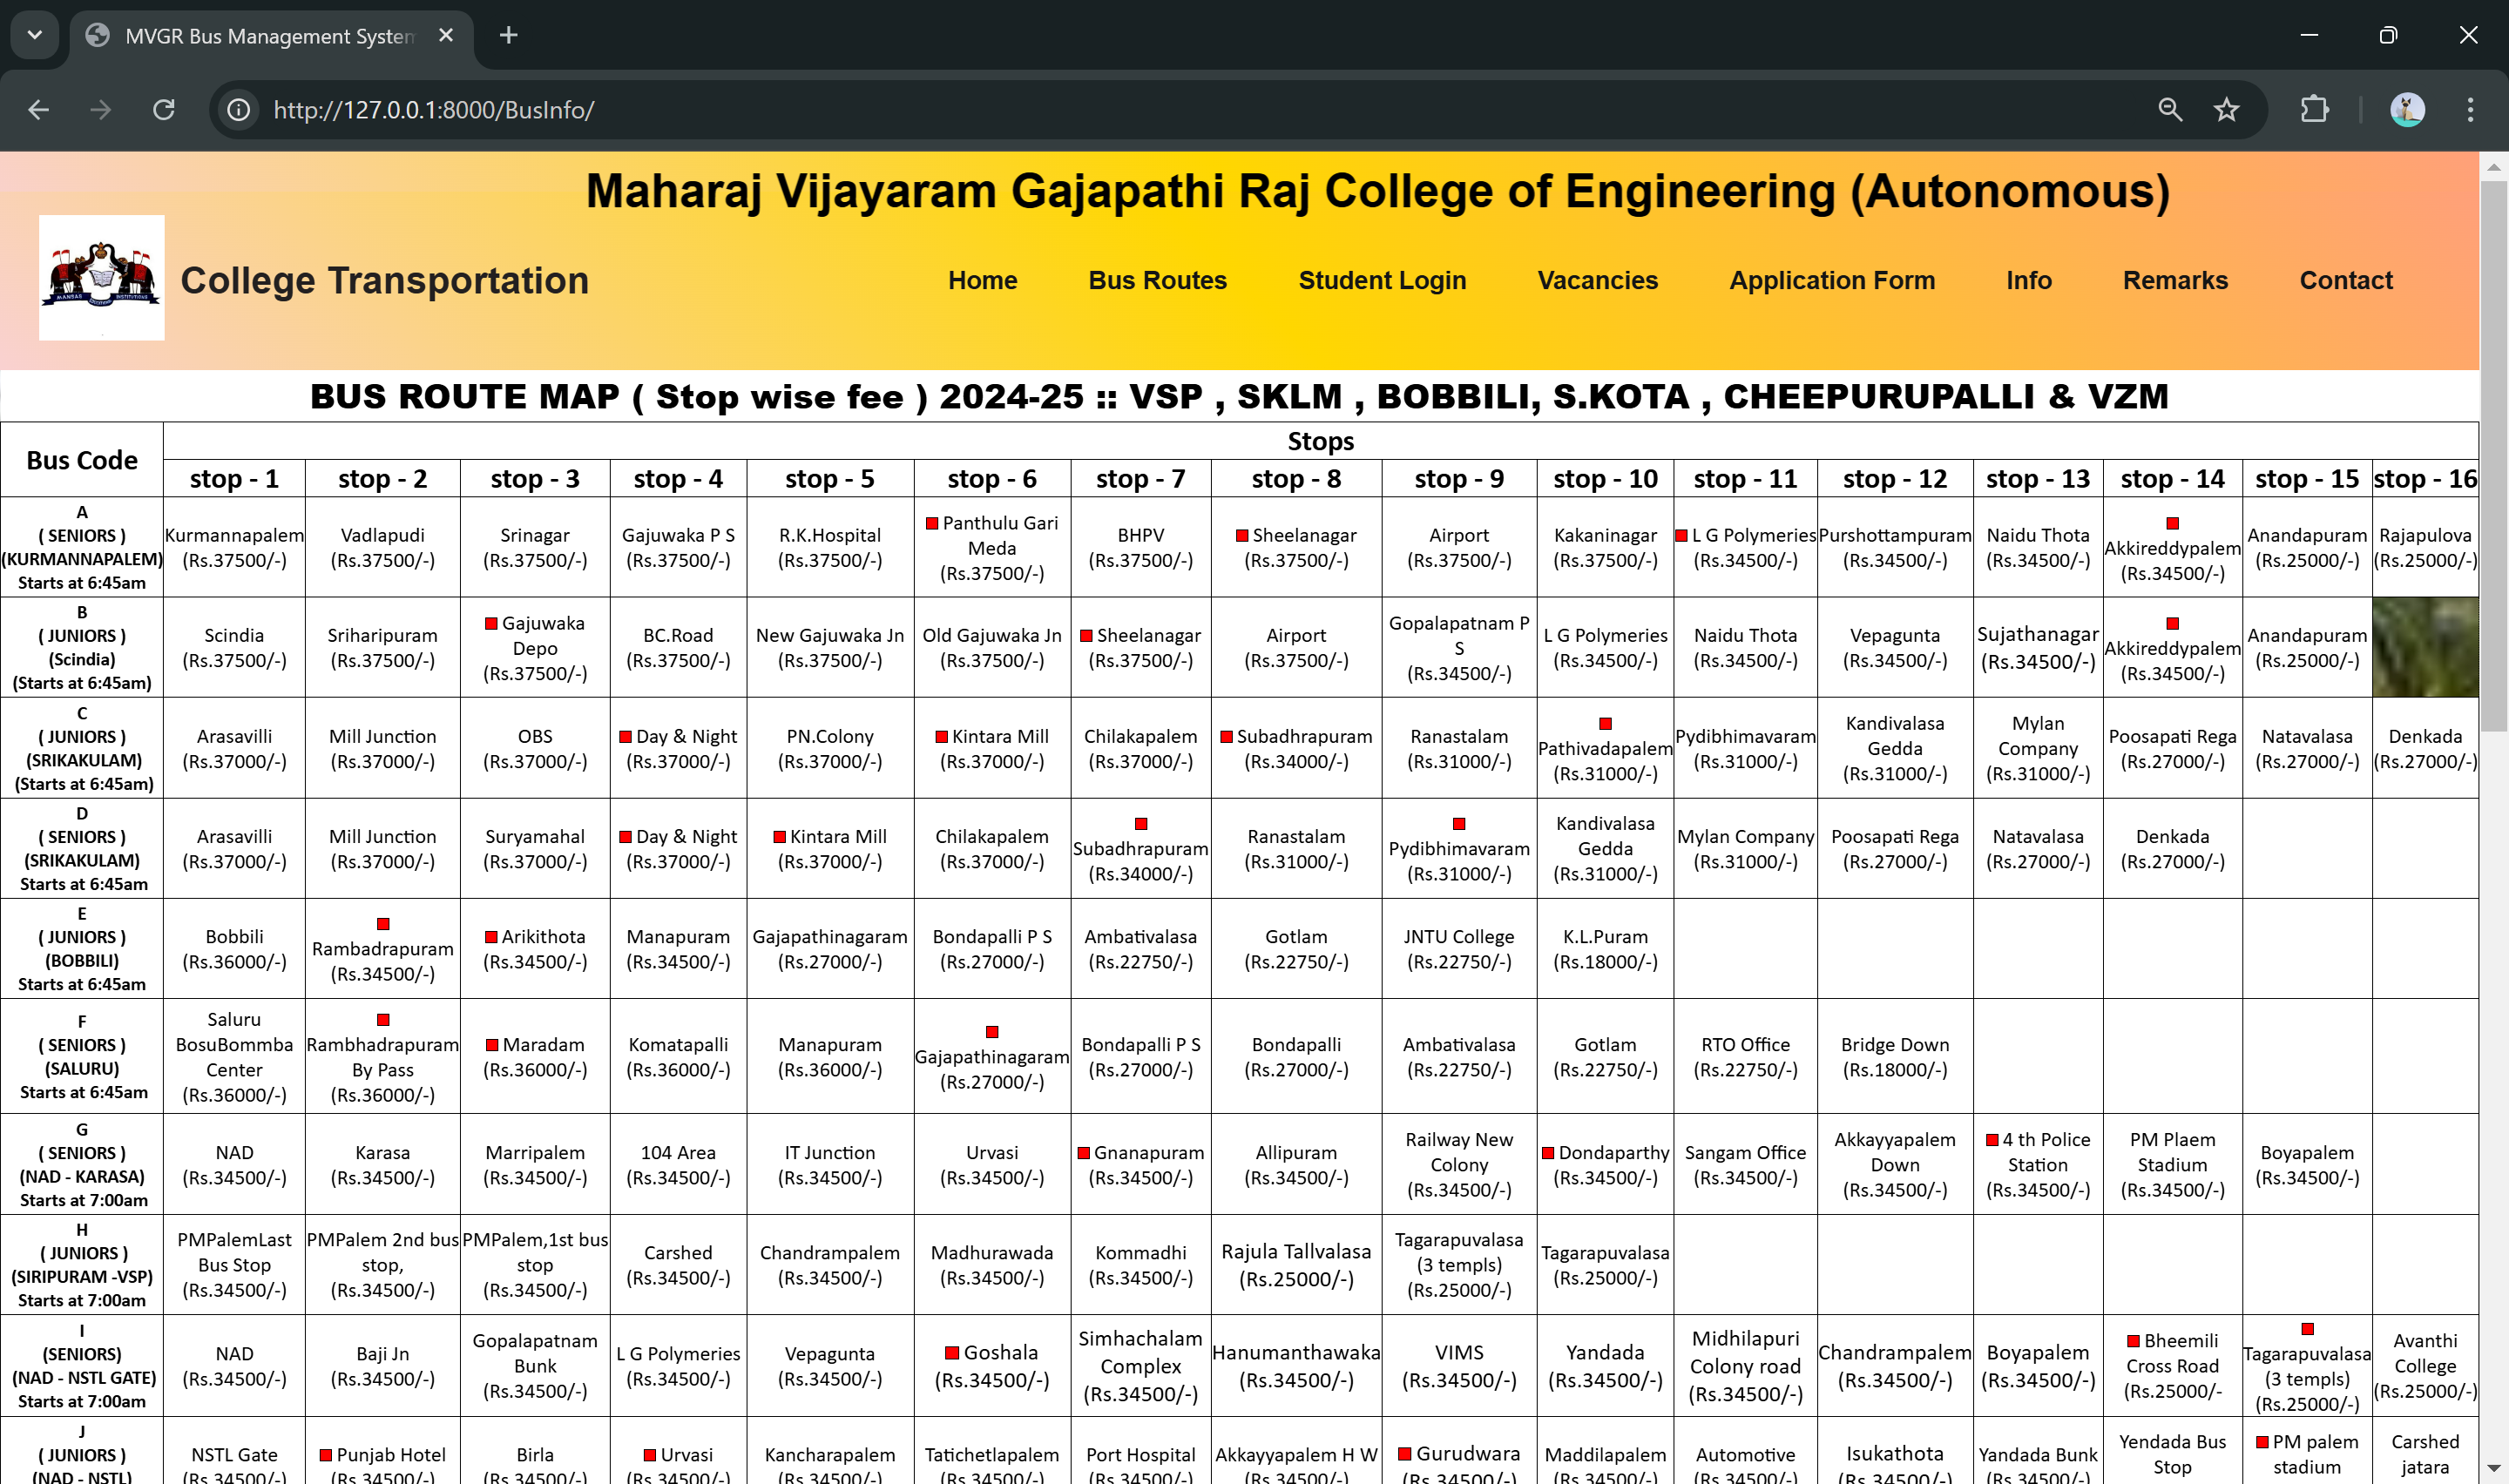 MVGR Bus Management System
http://127.0.0.1:8000/BusInfo/
Maharaj Vijayaram Gajapathi Raj College of Engineering (Autonomous)
MANSAS INSTITUTIONS
College Transportation
Home Bus Routes Student Login Vacancies Application Form Info Remarks Contact
BUS ROUTE MAP ( Stop wise fee ) 2024-25 :: VSP , SKLM , BOBBILI, S.KOTA , CHEEPURUPALLI & VZM
Bus Code Stops
stop - 1 stop - 2 stop - 3 stop - 4 stop - 5 stop - 6 stop - 7 stop - 8 stop - 9 stop - 10 stop - 11 stop - 12 stop - 13 stop - 14 stop - 15 stop - 16
A
( SENIORS )
(KURMANNAPALEM)
Starts at 6:45am
Kurmannapalem (Rs.37500/-)
Vadlapudi (Rs.37500/-)
Srinagar (Rs.37500/-)
Gajuwaka P S (Rs.37500/-)
R.K.Hospital (Rs.37500/-)
Panthulu Gari Meda (Rs.37500/-)
BHPV (Rs.37500/-)
Sheelanagar (Rs.37500/-)
Airport (Rs.37500/-)
Kakaninagar (Rs.37500/-)
L G Polymeries (Rs.34500/-)
Purshottampuram (Rs.34500/-)
Naidu Thota (Rs.34500/-)
Akkireddypalem (Rs.34500/-)
Anandapuram (Rs.25000/-)
Rajapulova (Rs.25000/-)
B
( JUNIORS )
(Scindia)
(Starts at 6:45am)
Scindia (Rs.37500/-)
Sriharipuram (Rs.37500/-)
Gajuwaka Depo (Rs.37500/-)
BC.Road (Rs.37500/-)
New Gajuwaka Jn (Rs.37500/-)
Old Gajuwaka Jn (Rs.37500/-)
Sheelanagar (Rs.37500/-)
Airport (Rs.37500/-)
Gopalapatnam P S (Rs.34500/-)
L G Polymeries (Rs.34500/-)
Naidu Thota (Rs.34500/-)
Vepagunta (Rs.34500/-)
Sujathanagar (Rs.34500/-)
Akkireddypalem (Rs.34500/-)
Anandapuram (Rs.25000/-)
C
( JUNIORS )
(SRIKAKULAM)
(Starts at 6:45am)
Arasavilli (Rs.37000/-)
Mill Junction (Rs.37000/-)
OBS (Rs.37000/-)
Day & Night (Rs.37000/-)
PN.Colony (Rs.37000/-)
Kintara Mill (Rs.37000/-)
Chilakapalem (Rs.37000/-)
Subadhrapuram (Rs.34000/-)
Ranastalam (Rs.31000/-)
Pathivadapalem (Rs.31000/-)
Pydibhimavaram (Rs.31000/-)
Kandivalasa Gedda (Rs.31000/-)
Mylan Company (Rs.31000/-)
Poosapati Rega (Rs.27000/-)
Natavalasa (Rs.27000/-)
Denkada (Rs.27000/-)
D
( SENIORS )
(SRIKAKULAM)
Starts at 6:45am
Arasavilli (Rs.37000/-)
Mill Junction (Rs.37000/-)
Suryamahal (Rs.37000/-)
Day & Night (Rs.37000/-)
Kintara Mill (Rs.37000/-)
Chilakapalem (Rs.37000/-)
Subadhrapuram (Rs.34000/-)
Ranastalam (Rs.31000/-)
Pydibhimavaram (Rs.31000/-)
Kandivalasa Gedda (Rs.31000/-)
Mylan Company (Rs.31000/-)
Poosapati Rega (Rs.27000/-)
Natavalasa (Rs.27000/-)
Denkada (Rs.27000/-)
E
( JUNIORS )
(BOBBILI)
Starts at 6:45am
Bobbili (Rs.36000/-)
Rambadrapuram (Rs.34500/-)
Arikithota (Rs.34500/-)
Manapuram (Rs.34500/-)
Gajapathinagaram (Rs.27000/-)
Bondapalli P S (Rs.27000/-)
Ambativalasa (Rs.22750/-)
Gotlam (Rs.22750/-)
JNTU College (Rs.22750/-)
K.L.Puram (Rs.18000/-)
F
( SENIORS )
(SALURU)
Starts at 6:45am
Saluru BosuBommba Center (Rs.36000/-)
Rambhadrapuram By Pass (Rs.36000/-)
Maradam (Rs.36000/-)
Komatapalli (Rs.36000/-)
Manapuram (Rs.36000/-)
Gajapathinagaram (Rs.27000/-)
Bondapalli P S (Rs.27000/-)
Bondapalli (Rs.27000/-)
Ambativalasa (Rs.22750/-)
Gotlam (Rs.22750/-)
RTO Office (Rs.22750/-)
Bridge Down (Rs.18000/-)
G
( SENIORS )
(NAD - KARASA)
Starts at 7:00am
NAD (Rs.34500/-)
Karasa (Rs.34500/-)
Marripalem (Rs.34500/-)
104 Area (Rs.34500/-)
IT Junction (Rs.34500/-)
Urvasi (Rs.34500/-)
Gnanapuram (Rs.34500/-)
Allipuram (Rs.34500/-)
Railway New Colony (Rs.34500/-)
Dondaparthy (Rs.34500/-)
Sangam Office (Rs.34500/-)
Akkayyapalem Down (Rs.34500/-)
4 th Police Station (Rs.34500/-)
PM Plaem Stadium (Rs.34500/-)
Boyapalem (Rs.34500/-)
H
( JUNIORS )
(SIRIPURAM -VSP)
Starts at 7:00am
PMPalemLast Bus Stop (Rs.34500/-)
PMPalem 2nd bus stop, (Rs.34500/-)
PMPalem,1st bus stop (Rs.34500/-)
Carshed (Rs.34500/-)
Chandrampalem (Rs.34500/-)
Madhurawada (Rs.34500/-)
Kommadhi (Rs.34500/-)
Rajula Tallvalasa (Rs.25000/-)
Tagarapuvalasa (3 templs) (Rs.25000/-)
Tagarapuvalasa (Rs.25000/-)
I
(SENIORS)
(NAD - NSTL GATE)
Starts at 7:00am
NAD (Rs.34500/-)
Baji Jn (Rs.34500/-)
Gopalapatnam Bunk (Rs.34500/-)
L G Polymeries (Rs.34500/-)
Vepagunta (Rs.34500/-)
Goshala (Rs.34500/-)
Simhachalam Complex (Rs.34500/-)
Hanumanthawaka (Rs.34500/-)
VIMS (Rs.34500/-)
Yandada (Rs.34500/-)
Midhilapuri Colony road (Rs.34500/-)
Chandrampalem (Rs.34500/-)
Boyapalem (Rs.34500/-)
Bheemili Cross Road (Rs.25000/-
Tagarapuvalasa (3 templs) (Rs.25000/-)
Avanthi College (Rs.25000/-)
J
( JUNIORS )
(NAD - NSTL)
NSTL Gate (Rs.34500/-)
Punjab Hotel (Rs.34500/-)
Birla (Rs.34500/-)
Urvasi (Rs.34500/-)
Kancharapalem (Rs.34500/-)
Tatichetlapalem (Rs.34500/-)
Port Hospital (Rs.34500/-)
Akkayyapalem H W (Rs.34500/-)
Gurudwara (Rs.34500/-)
Maddilapalem (Rs.34500/-)
Automotive (Rs.34500/-)
Isukathota (Rs.34500/-)
Yandada Bunk (Rs.34500/-)
Yendada Bus Stop
PM palem stadium
Carshed jatara